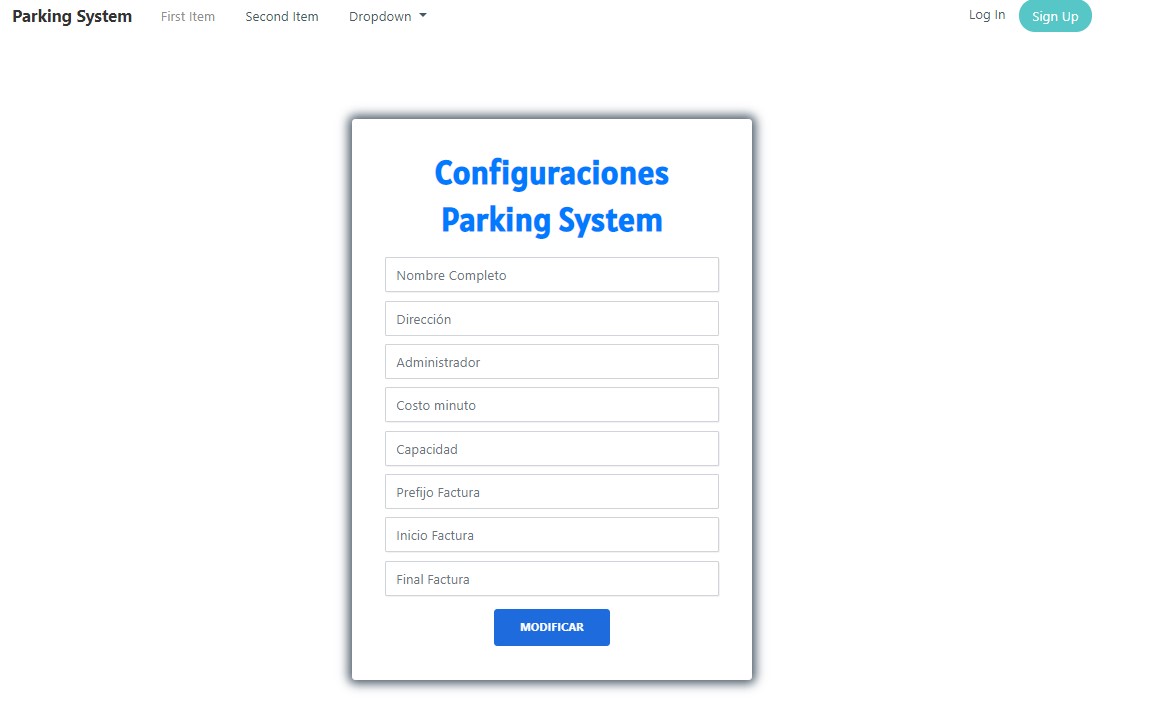 Parking System First Item Second Item Dropdown Log In Sign Up
Configuraciones
Parking System
Nombre Completo
Dirección
Administrador
Costo minuto
Capacidad
Prefijo Factura
Inicio Factura
Final Factura
MODIFICAR